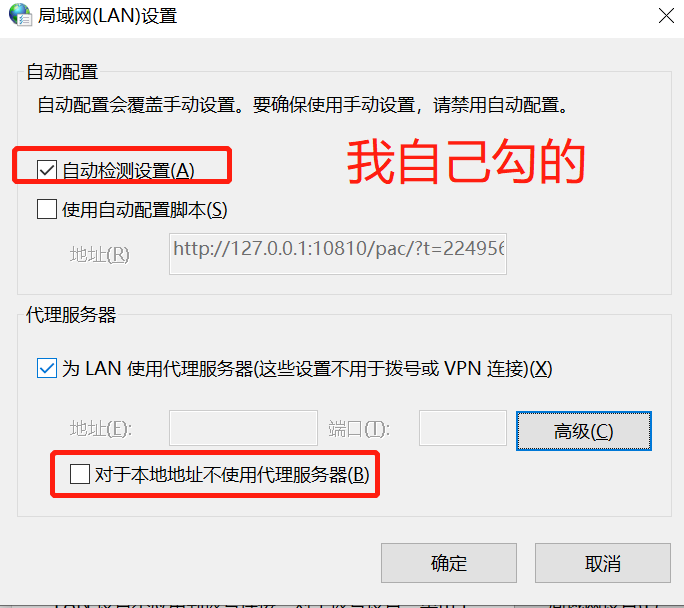 局域网(LAN)设置
自动配置
自动配置会覆盖手动设置。要确保使用手动设置，请禁用自动配置。
自动检测设置(A)
我自己勾的
使用自动配置脚本(S)
地址(R)
http://127.0.0.1:10810/pac/?t=224956
代理服务器
为 LAN 使用代理服务器(这些设置不用于拨号或 VPN 连接)(X)
地址(E):
端口(T):
高级(C)
对于本地地址不使用代理服务器(B)
确定
取消